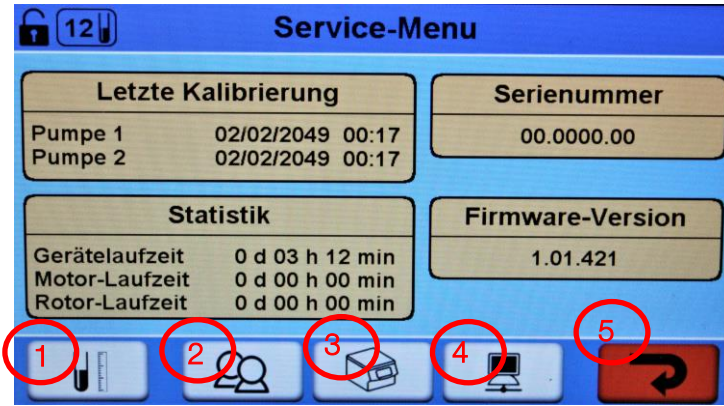 12
Service-Menu
Letzte Kalibrierung
Pumpe 1 02/02/2049 00:17
Pumpe 2 02/02/2049 00:17
Serienummer
00.0000.00
Statistik
Gerätelaufzeit 0 d 03 h 12 min
Motor-Laufzeit 0 d 00 h 00 min
Rotor-Laufzeit 0 d 00 h 00 min
Firmware-Version
1.01.421
1
2
3
4
5